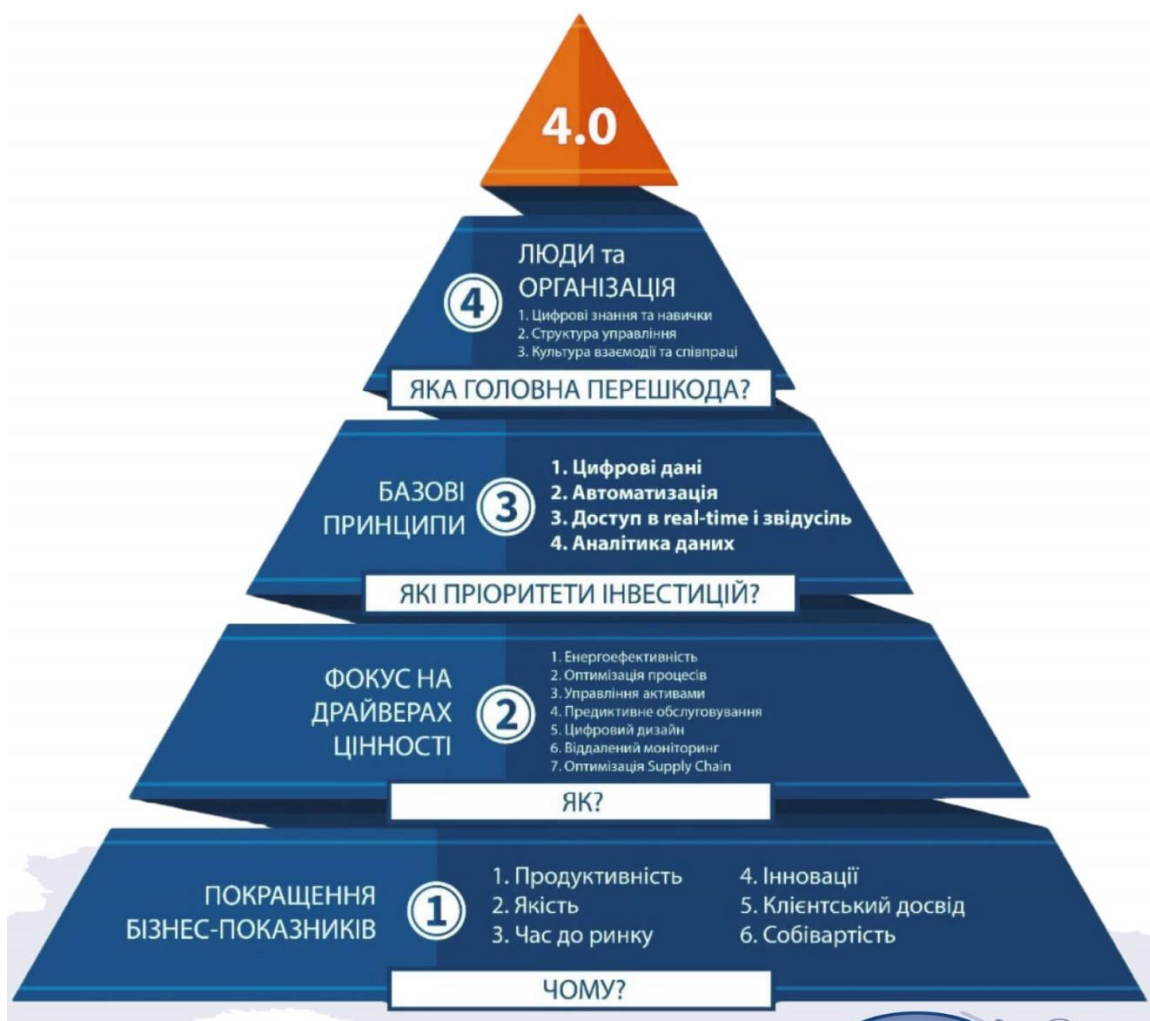 4.0
ЛЮДИ та
ОРГАНІЗАЦІЯ
4
1. Цифрові знання та навички
2. Структура управління
3. Культура взаємодії та співпраці
ЯКА ГОЛОВНА ПЕРЕШКОДА?
БАЗОВІ
ПРИНЦИПИ
3
1. Цифрові дані
2. Автоматизація
3. Доступ в real-time і звідусіль
4. Аналітика даних
ЯКІ ПРІОРИТЕТИ ІНВЕСТИЦІЙ?
ФОКУС НА
ДРАЙВЕРАХ
ЦІННОСТІ
2
1. Енергоефективність
2. Оптимізація процесів
3. Управління активами
4. Предиктивне обслуговування
5. Цифровий дизайн
6. Віддалений моніторинг
7. Оптимізація Supply Chain
ЯК?
ПОКРАЩЕННЯ
БІЗНЕС-ПОКАЗНИКІВ
1
1. Продуктивність
2. Якість
3. Час до ринку
4. Інновації
5. Клієнтський досвід
6. Собівартість
ЧОМУ?